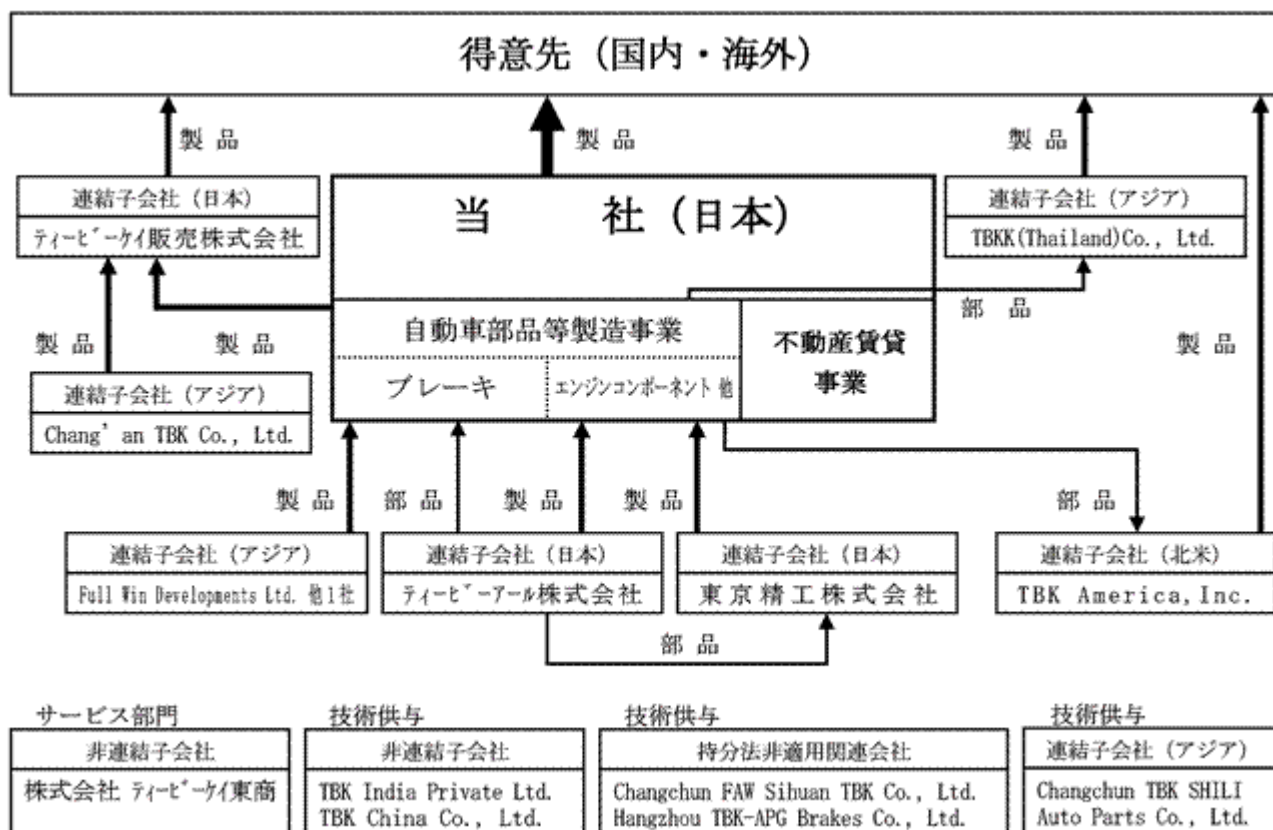 得意先（国内・海外）
製 品
製 品
製 品
連結子会社（日本）
ティービーケイ販売株式会社
当 社（日本）
連結子会社（アジア）
TBKK(Thailand)Co., Ltd.
部 品
製 品
製 品
製 品
自動車部品等製造事業
ブレーキ
エンジンコンポーネント 他
不動産賃貸
事業
連結子会社（アジア）
Chang'an TBK Co., Ltd.
製 品
部 品
製 品
製 品
部 品
連結子会社（アジア）
Full Win Developments Ltd. 他1社
連結子会社（日本）
ティービーアール株式会社
連結子会社（日本）
東京精工株式会社
連結子会社（北米）
TBK America,Inc.
部 品
サービス部門
非連結子会社
株式会社 ティービーケイ東商
技術供与
非連結子会社
TBK India Private Ltd.
TBK China Co., Ltd.
技術供与
持分法非適用関連会社
Changchun FAW Sihuan TBK Co., Ltd.
Hangzhou TBK-APG Brakes Co., Ltd.
技術供与
連結子会社（アジア）
Changchun TBK SHILI
Auto Parts Co., Ltd.